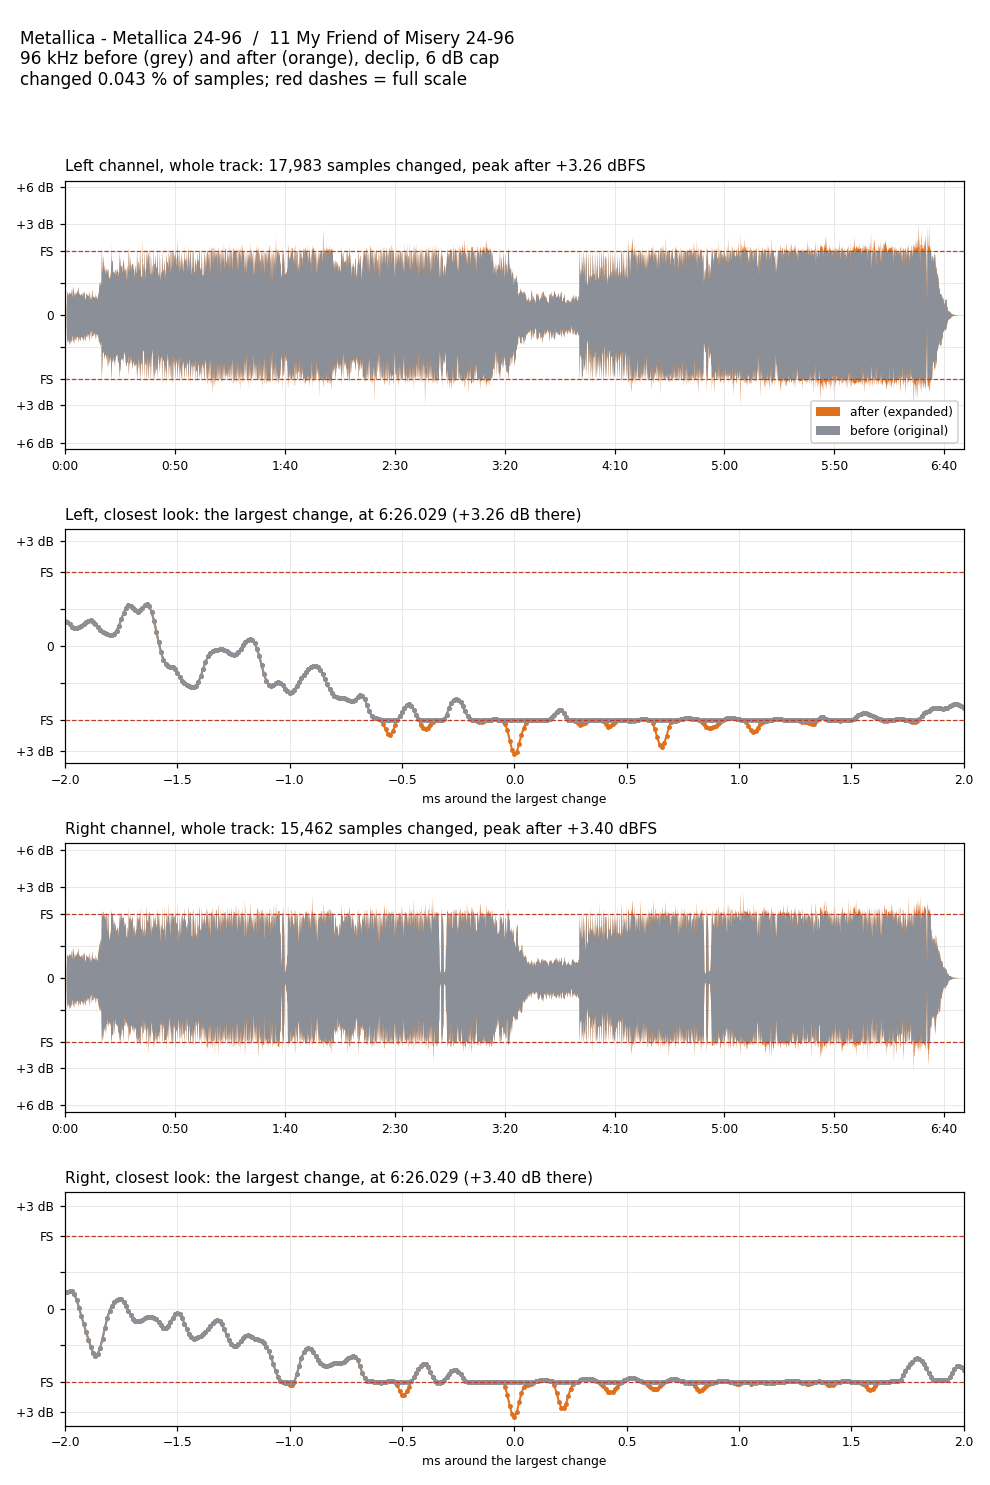 Metallica - Metallica 24-96  /  11 My Friend of Misery 24-96
96 kHz before (grey) and after (orange), declip, 6 dB cap
changed 0.043 % of samples; red dashes = full scale
Left channel, whole track: 17,983 samples changed, peak after +3.26 dBFS
+6 dB
+3 dB
FS
0
FS
+3 dB
+6 dB
after (expanded)
before (original)
0:00 0:50 1:40 2:30 3:20 4:10 5:00 5:50 6:40
Left, closest look: the largest change, at 6:26.029 (+3.26 dB there)
+3 dB
FS
0
FS
+3 dB
−2.0 −1.5 −1.0 −0.5 0.0 0.5 1.0 1.5 2.0
ms around the largest change
Right channel, whole track: 15,462 samples changed, peak after +3.40 dBFS
+6 dB
+3 dB
FS
0
FS
+3 dB
+6 dB
0:00 0:50 1:40 2:30 3:20 4:10 5:00 5:50 6:40
Right, closest look: the largest change, at 6:26.029 (+3.40 dB there)
+3 dB
FS
0
FS
+3 dB
−2.0 −1.5 −1.0 −0.5 0.0 0.5 1.0 1.5 2.0
ms around the largest change